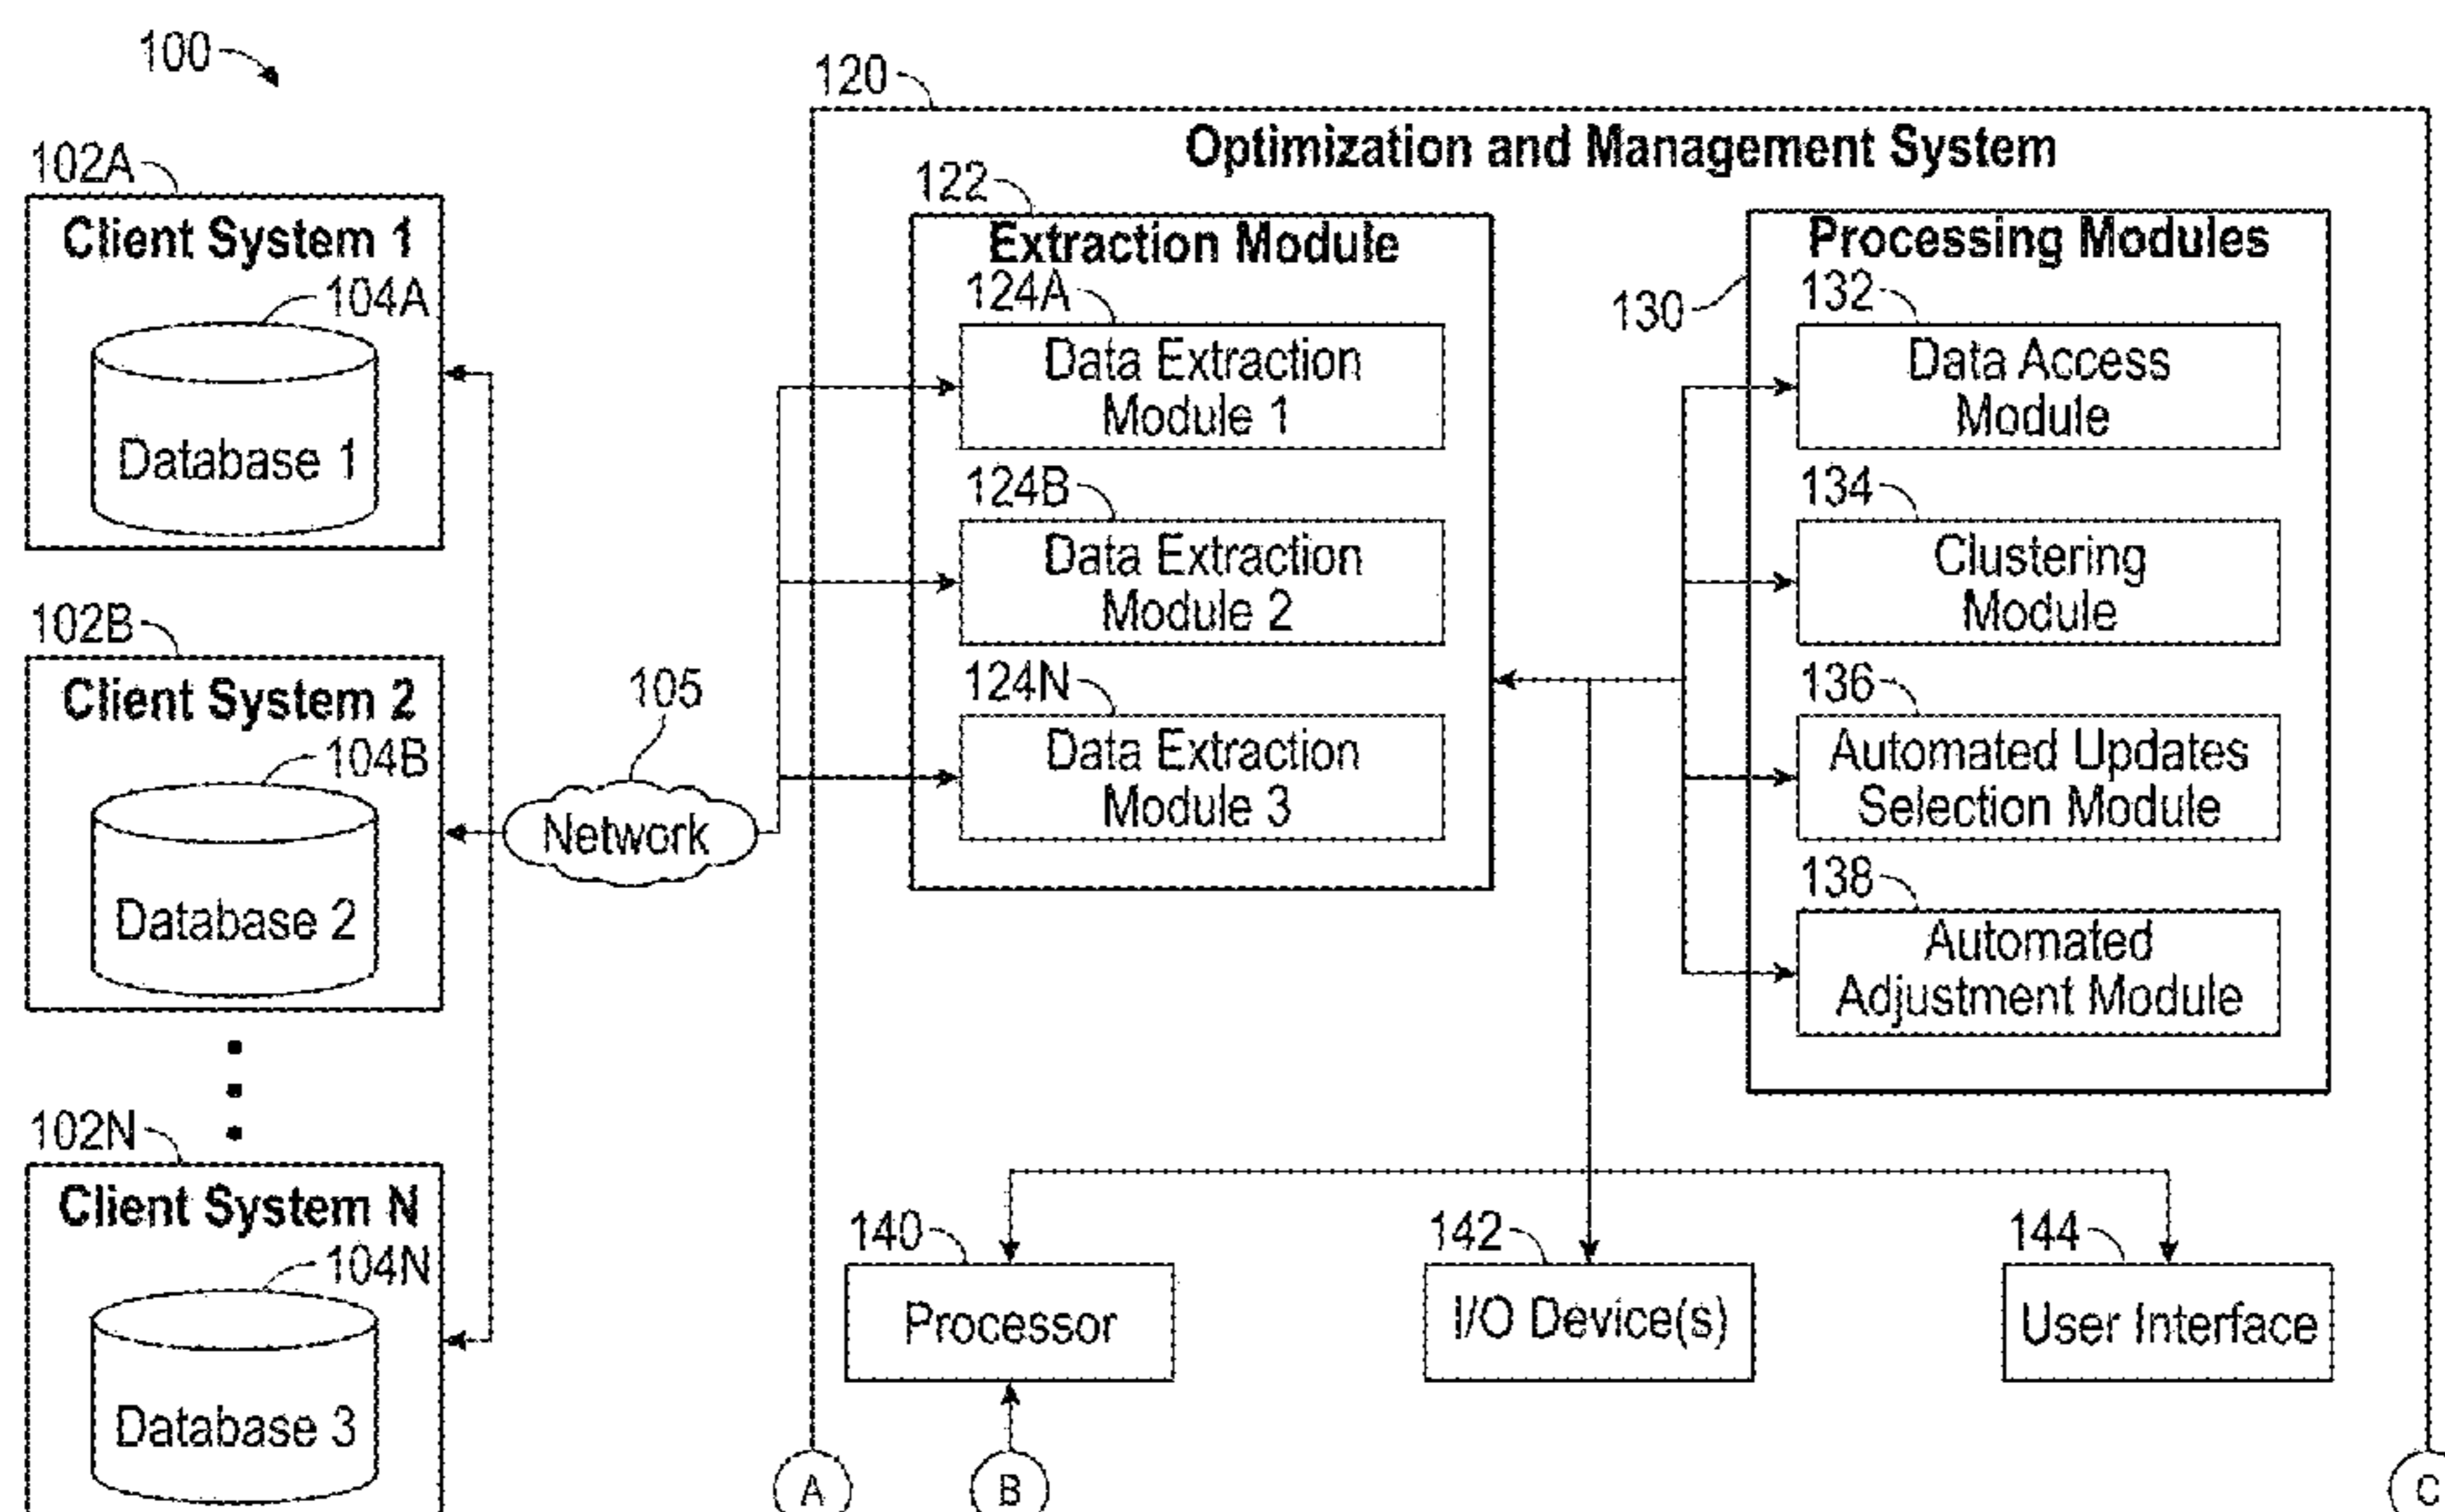 100
120
Optimization and Management System
102A
Client System 1
104A
Database 1
102B
Client System 2
104B
Database 2
102N
Client System N
104N
Database 3
105
Network
122
Extraction Module
124A
Data Extraction
Module 1
124B
Data Extraction
Module 2
124N
Data Extraction
Module 3
130
Processing Modules
132
Data Access
Module
134
Clustering
Module
136
Automated Updates
Selection Module
138
Automated
Adjustment Module
140
Processor
142
I/O Device(s)
144
User Interface
A
B
C